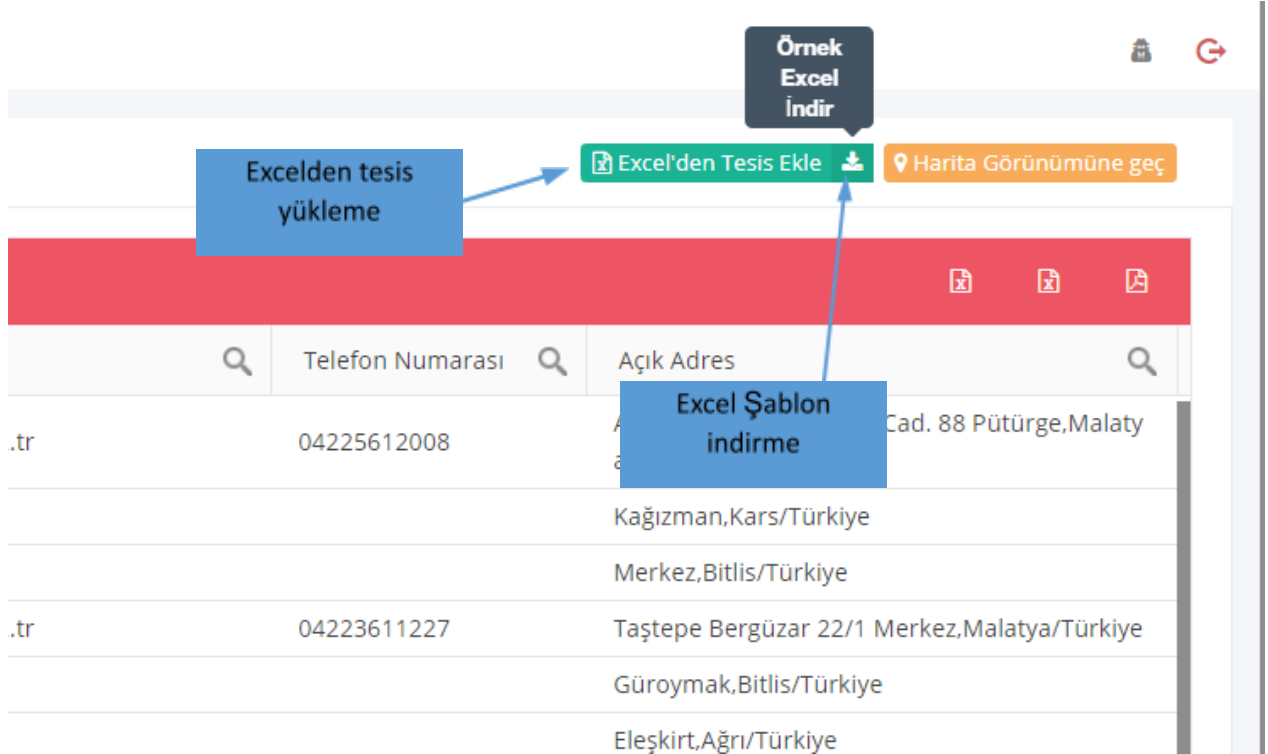 Örnek
Excel
İndir
Excel'den Tesis Ekle
Harita Görünümüne geç
Excelden tesis
yükleme
Telefon Numarası
Açık Adres
Excel Şablon
indirme
.tr
04225612008
Cad. 88 Pütürge,Malaty
Kağızman,Kars/Türkiye
Merkez,Bitlis/Türkiye
.tr
04223611227
Taştepe Bergüzar 22/1 Merkez,Malatya/Türkiye
Güroymak,Bitlis/Türkiye
Eleşkirt,Ağrı/Türkiye